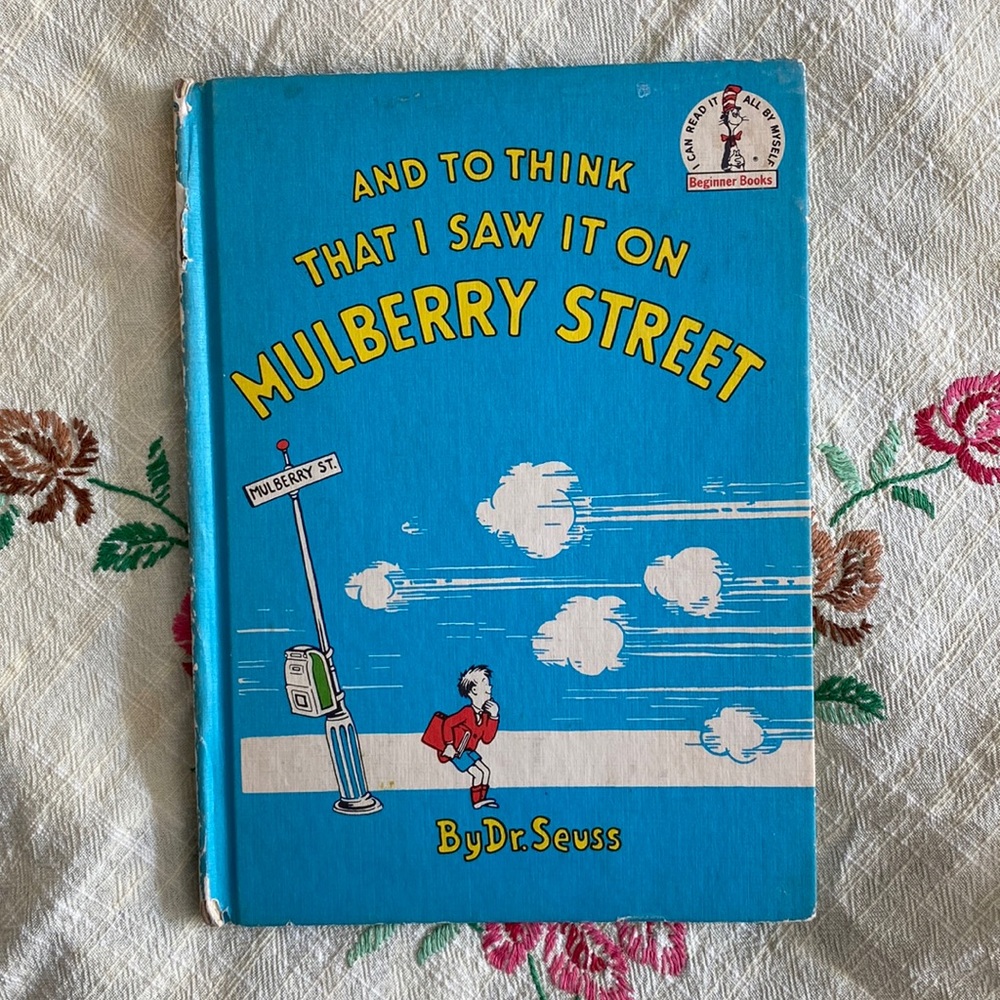 I CAN READ IT ALL BY MYSELF
Beginner Books
AND TO THINK
THAT I SAW IT ON
MULBERRY STREET
MULBERRY ST.
By Dr. Seuss